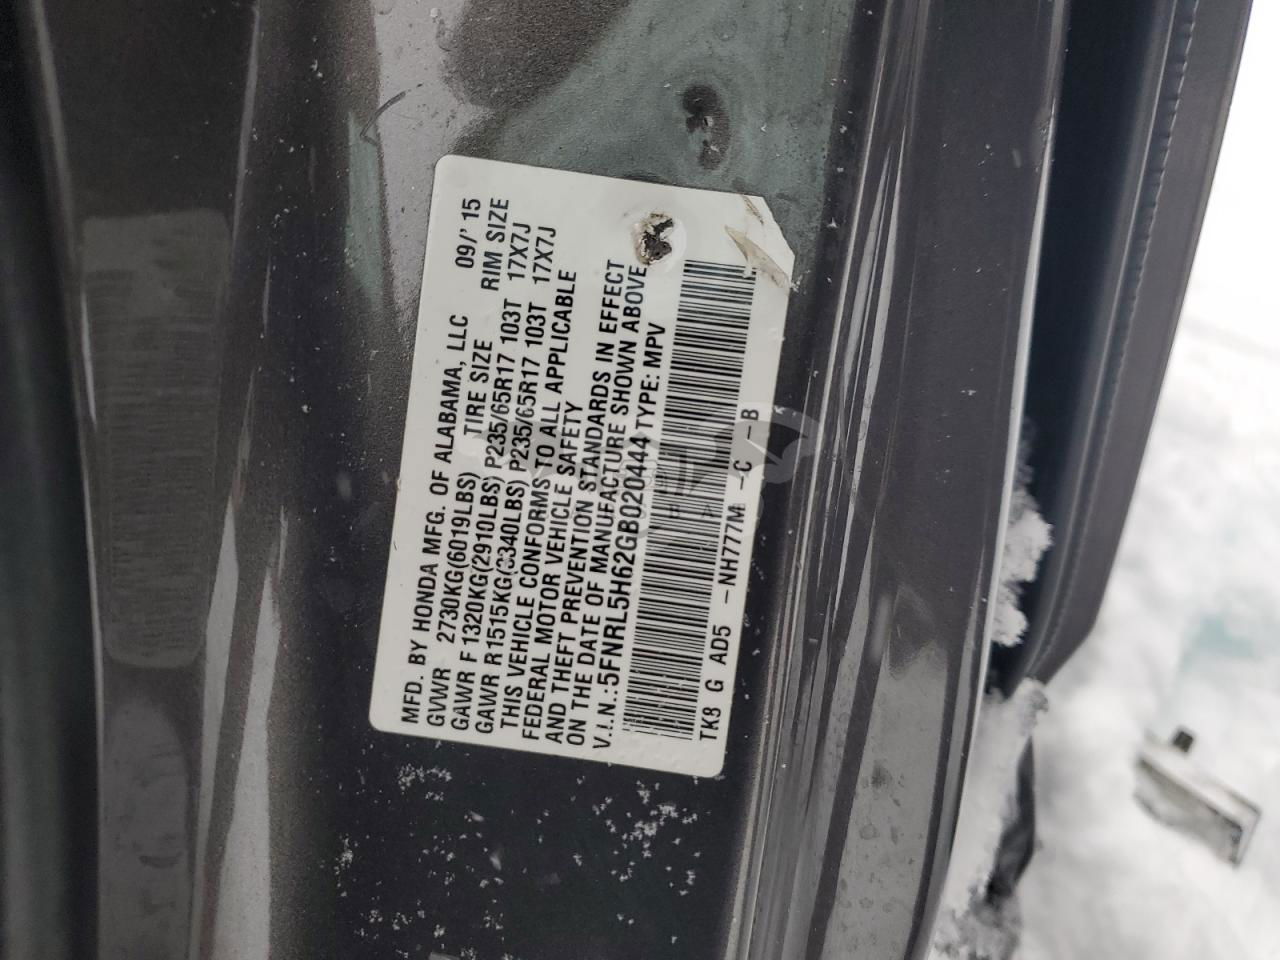 MFD. BY HONDA MFG. OF ALABAMA, LLC 09/' 15
GVWR 2730KG(6019LBS) TIRE SIZE RIM SIZE
GAWR F 1320KG(2910LBS) P235/65R17 103T 17X7J
GAWR R1515KG(3340LBS) P235/65R17 103T 17X7J
THIS VEHICLE CONFORMS TO ALL APPLICABLE
FEDERAL MOTOR VEHICLE SAFETY
AND THEFT PREVENTION STANDARDS IN EFFECT
ON THE DATE OF MANUFACTURE SHOWN ABOVE
V.I.N.:5FNRL5H62GB020444 TYPE: MPV
TK8 G AD5 -NH777M -C -B